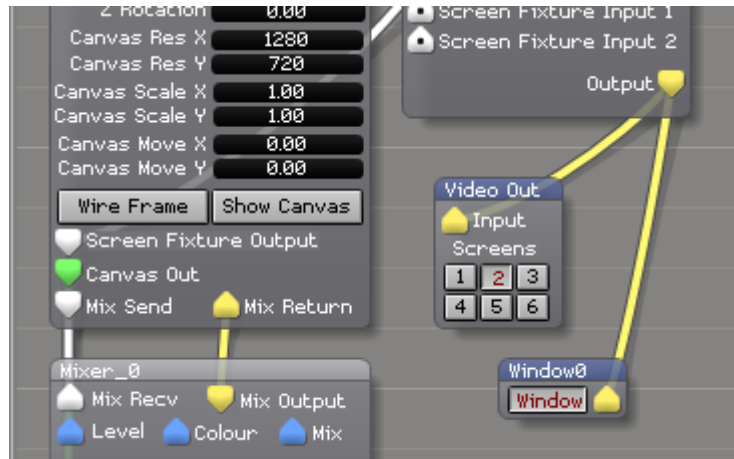 Z Rotation 0.00
Canvas Res X 1280
Canvas Res Y 720
Canvas Scale X 1.00
Canvas Scale Y 1.00
Canvas Move X 0.00
Canvas Move Y 0.00
Wire Frame Show Canvas
Screen Fixture Output
Canvas Out
Mix Send Mix Return
Screen Fixture Input 1
Screen Fixture Input 2
Output
Video Out
Input
Screens
1 2 3
4 5 6
Mixer_0
Mix Recv Mix Output
Level Colour Mix
Window0
Window